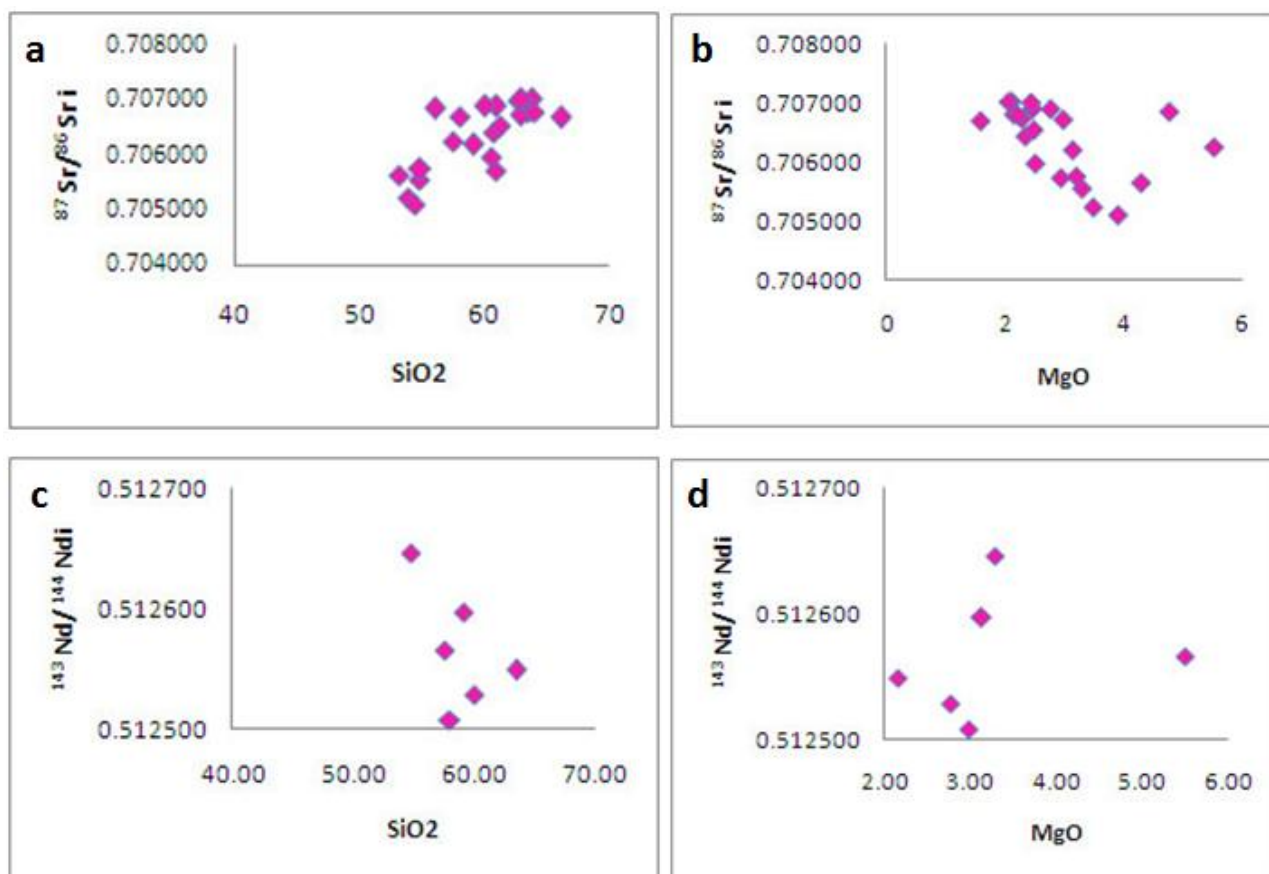 a
0.708000
0.707000
0.706000
0.705000
0.704000
⁸⁷Sr/⁸⁶Sr i
40 50 60 70
SiO2
b
0.708000
0.707000
0.706000
0.705000
0.704000
⁸⁷Sr/⁸⁶Sr i
0 2 4 6
MgO
c
0.512700
0.512600
0.512500
¹⁴³Nd/¹⁴⁴Ndi
40.00 50.00 60.00 70.00
SiO2
d
0.512700
0.512600
0.512500
¹⁴³Nd/¹⁴⁴Ndi
2.00 3.00 4.00 5.00 6.00
MgO